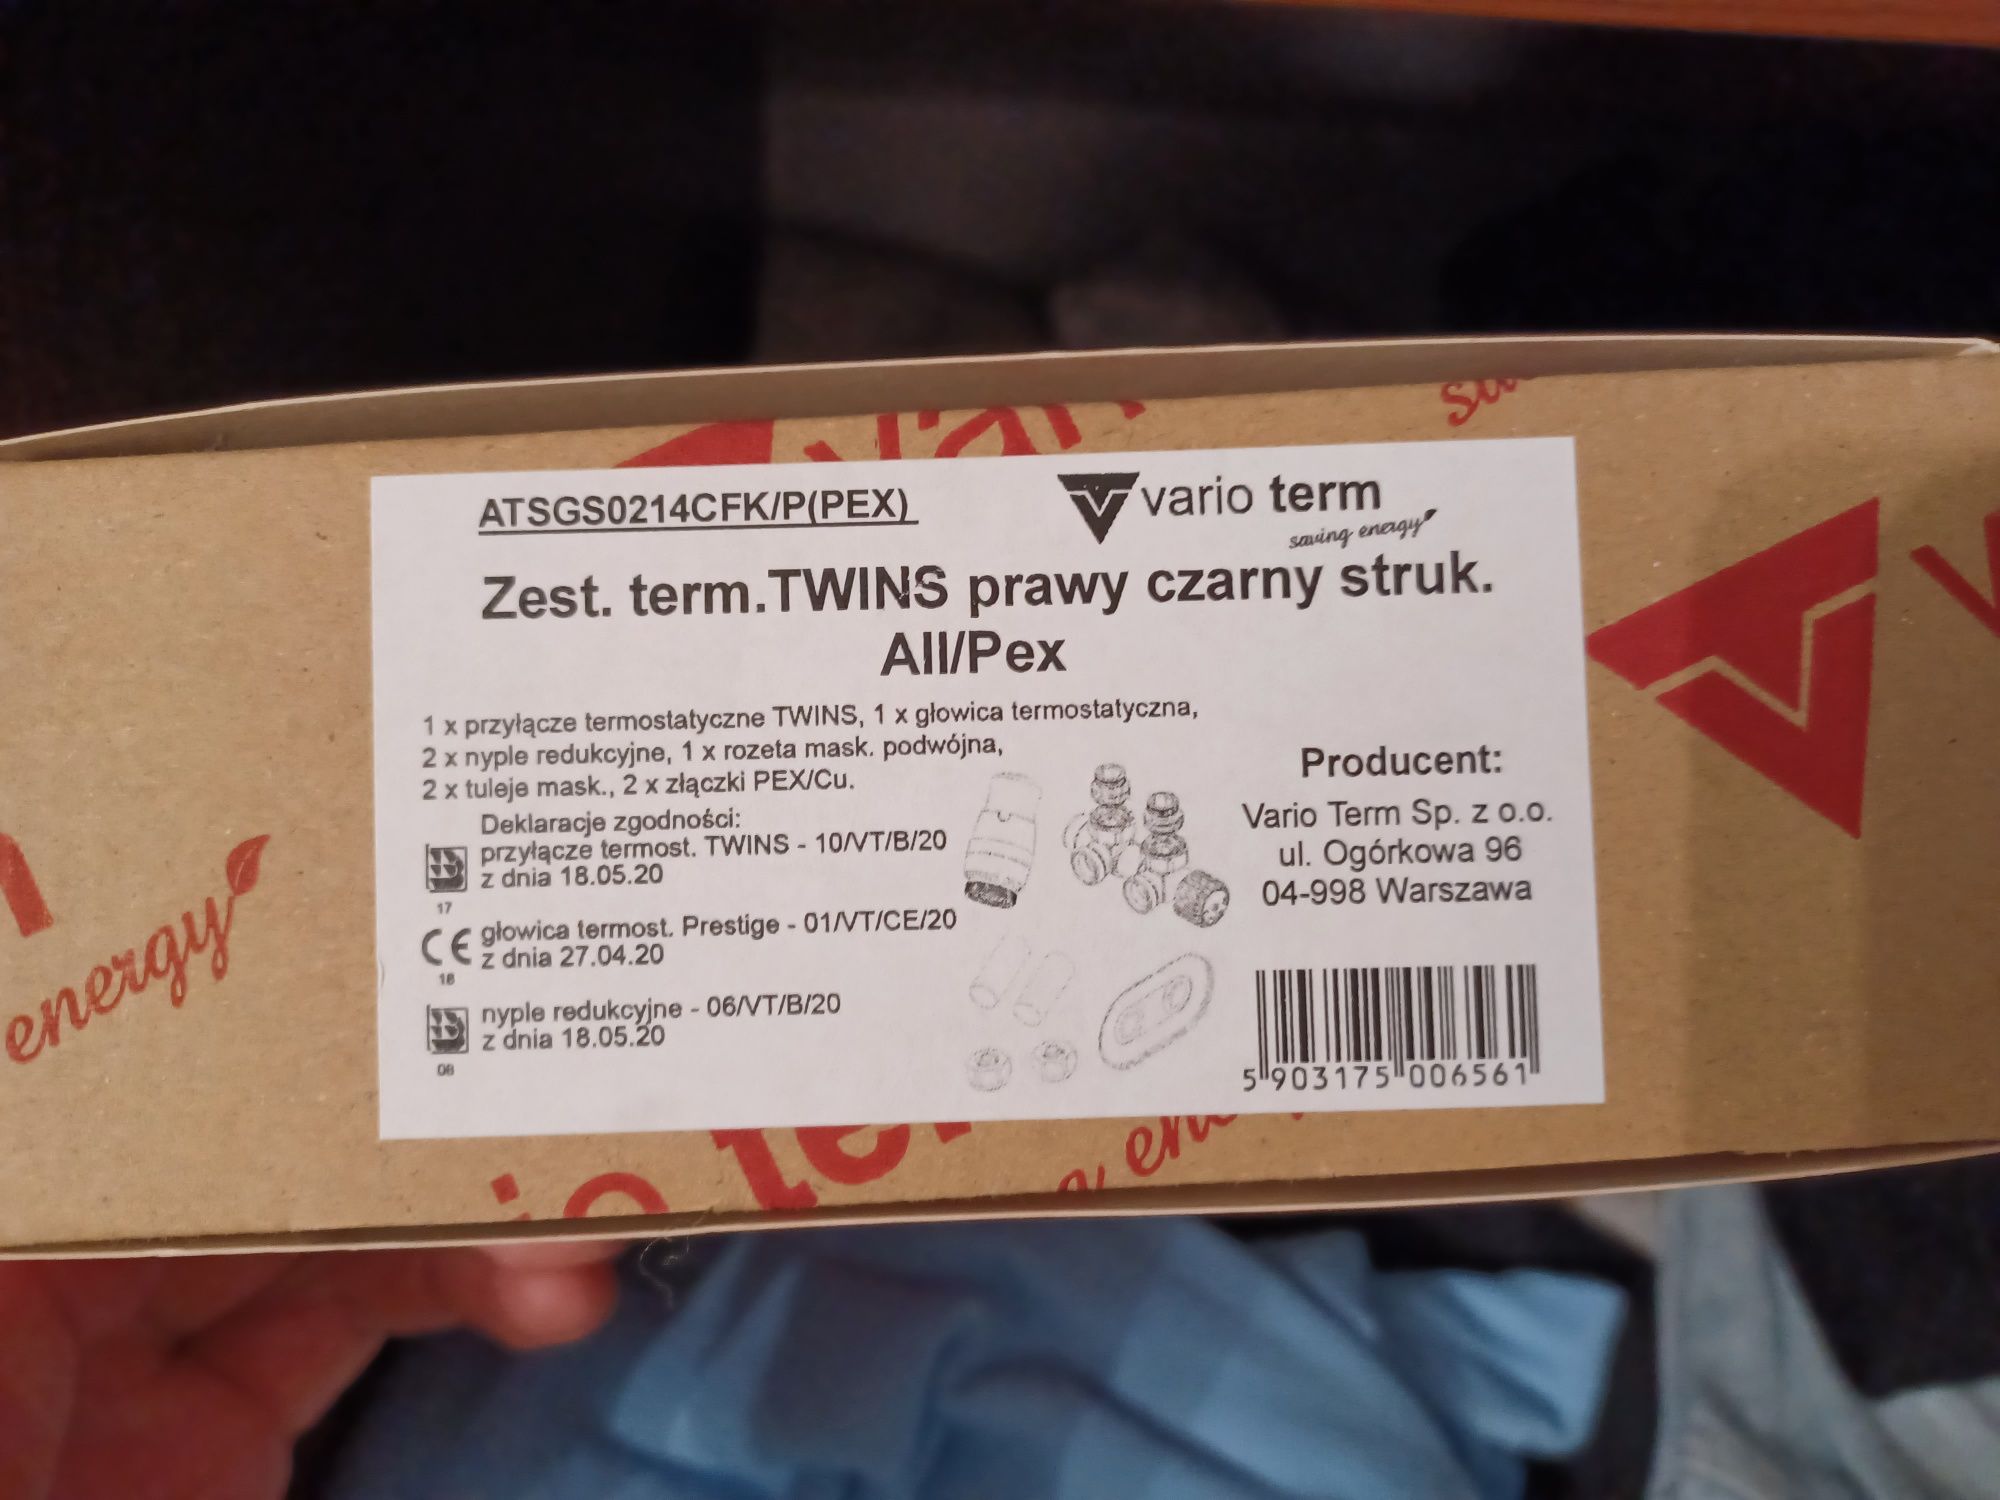 ATSGS0214CFK/P(PEX)
vario term
saving energy
Zest. term.TWINS prawy czarny struk.
All/Pex
1 x przyłącze termostatyczne TWINS, 1 x głowica termostatyczna,
2 x nyple redukcyjne, 1 x rozeta mask. podwójna,
2 x tuleje mask., 2 x złączki PEX/Cu.
Deklaracje zgodności:
przyłącze termost. TWINS - 10/VT/B/20
z dnia 18.05.20
17
CE głowica termost. Prestige - 01/VT/CE/20
z dnia 27.04.20
18
nyple redukcyjne - 06/VT/B/20
z dnia 18.05.20
08
Producent:
Vario Term Sp. z o.o.
ul. Ogórkowa 96
04-998 Warszawa
5 903175 006561
energy